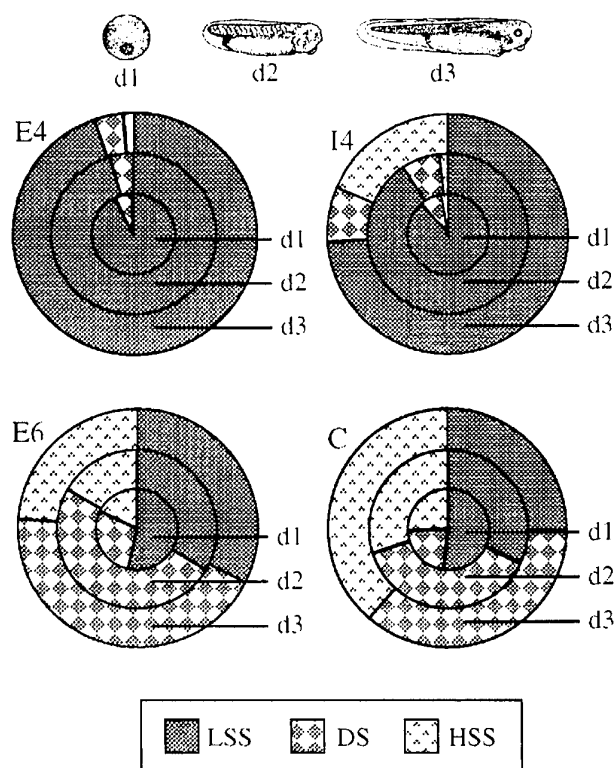 d1 d2 d3
E4 I4
d1 d1
d2 d2
d3 d3
E6 C
d1 d1
d2 d2
d3 d3
LSS DS HSS